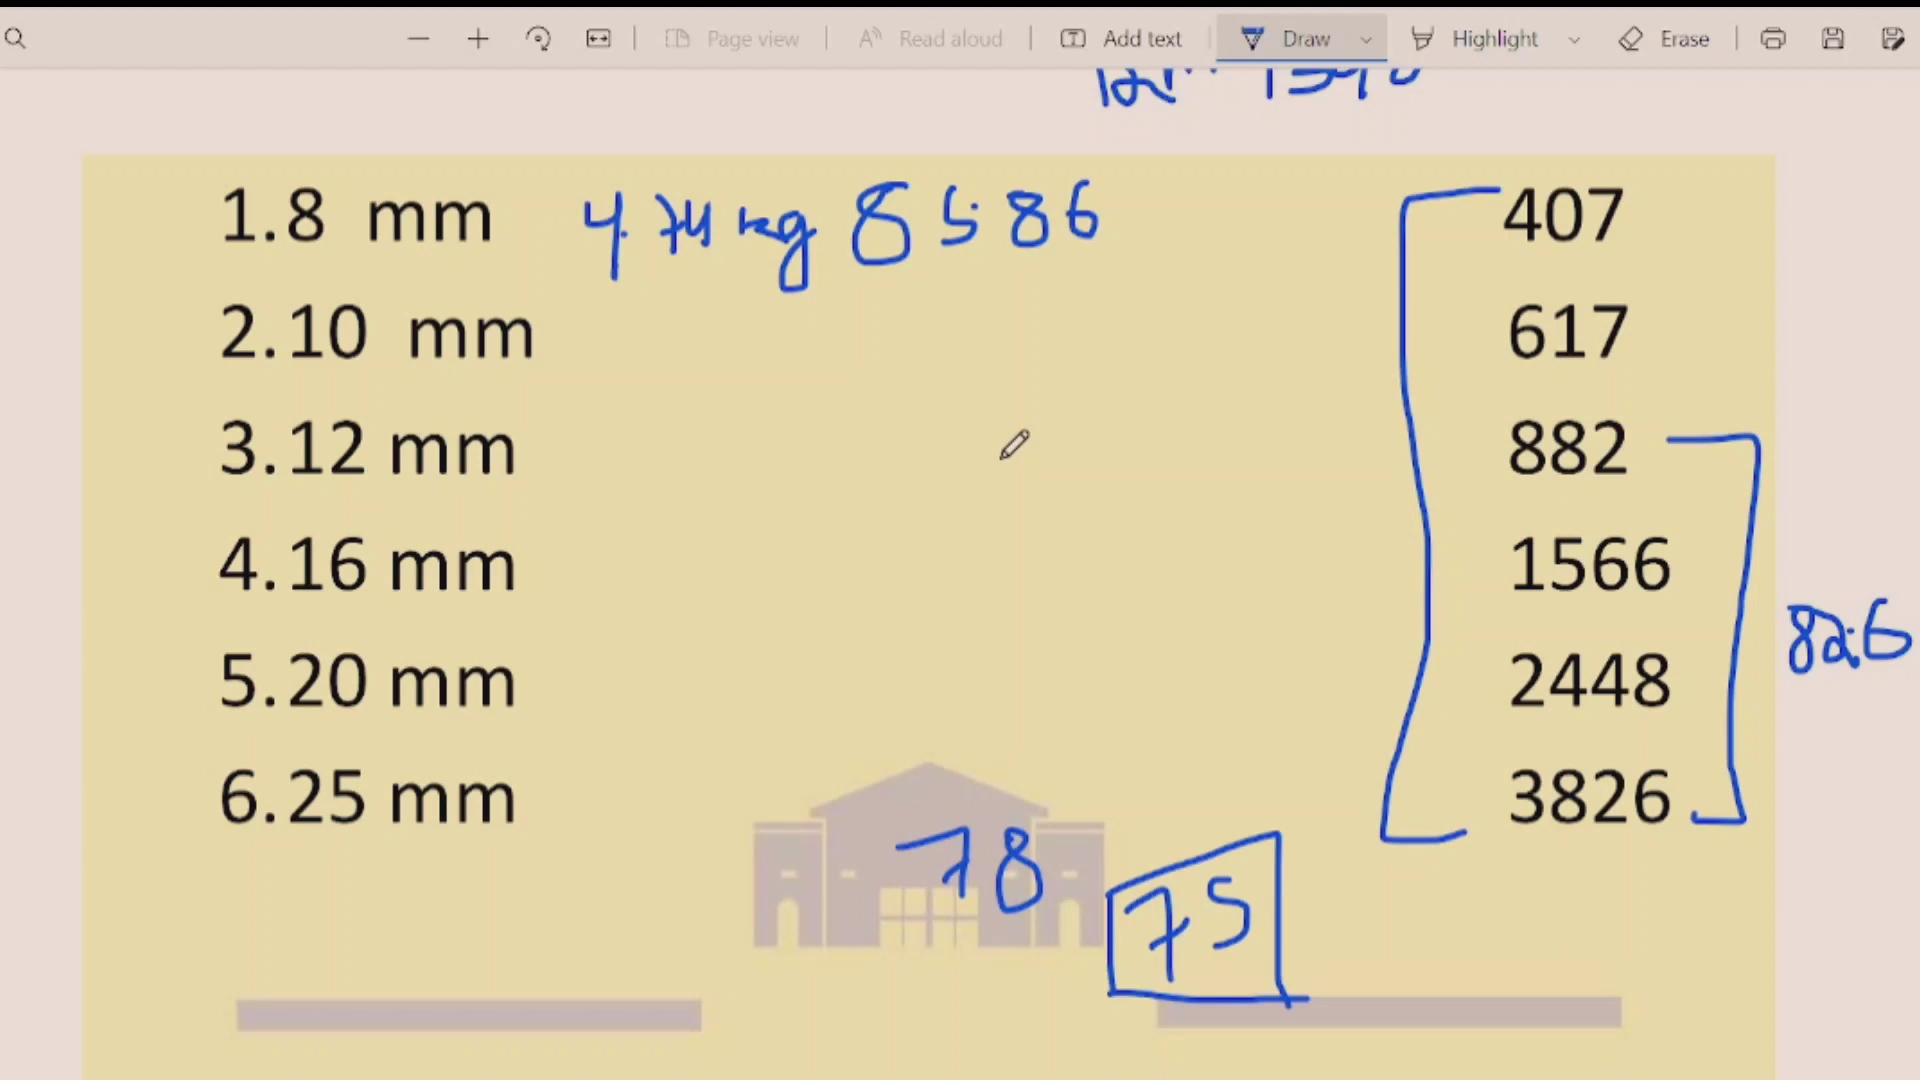 Page view Read aloud Add text Draw Highlight Erase
1.8 mm 4.74 kg 85.86 407
2.10 mm 617
3.12 mm 882
4.16 mm 1566
82.6
5.20 mm 2448
6.25 mm 3826
78
75